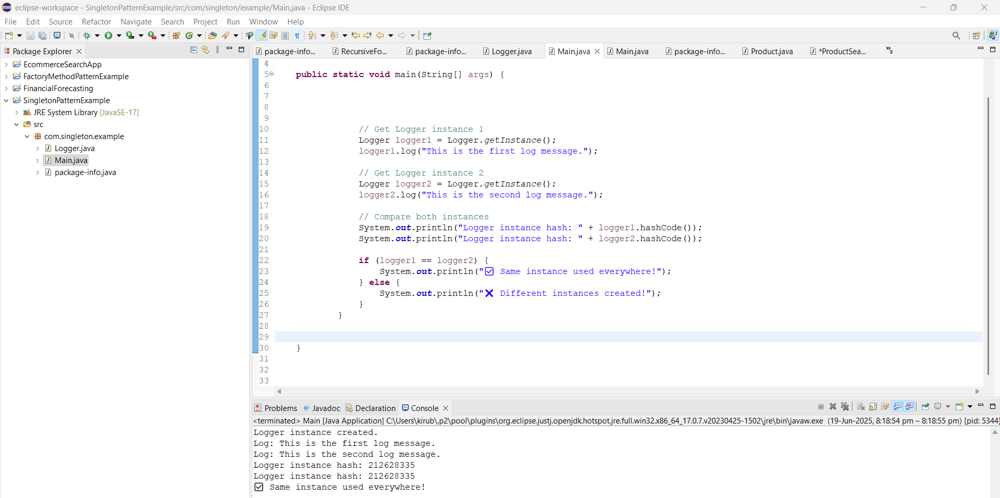 eclipse-workspace - SingletonPatternExample/src/com/singleton/example/Main.java - Eclipse IDE
File Edit Source Refactor Navigate Search Project Run Window Help
Package Explorer
EcommerceSearchApp
FactoryMethodPatternExample
FinancialForecasting
SingletonPatternExample
JRE System Library [JavaSE-17]
src
com.singleton.example
Logger.java
Main.java
package-info.java
package-info... RecursiveFo... package-info... Logger.java Main.java Main.java package-info... Product.java *ProductSea... »9
4
5 public static void main(String[] args) {
6
7
8
9
10 // Get Logger instance 1
11 Logger logger1 = Logger.getInstance();
12 logger1.log("This is the first log message.");
13
14 // Get Logger instance 2
15 Logger logger2 = Logger.getInstance();
16 logger2.log("This is the second log message.");
17
18 // Compare both instances
19 System.out.println("Logger instance hash: " + logger1.hashCode());
20 System.out.println("Logger instance hash: " + logger2.hashCode());
21
22 if (logger1 == logger2) {
23 System.out.println("☑ Same instance used everywhere!");
24 } else {
25 System.out.println("❌ Different instances created!");
26 }
27 }
28
29
30 }
31
32
33
Problems @ Javadoc Declaration Console
<terminated> Main [Java Application] C:\Users\kirub\.p2\pool\plugins\org.eclipse.justj.openjdk.hotspot.jre.full.win32.x86_64_17.0.7.v20230425-1502\jre\bin\javaw.exe (19-Jun-2025, 8:18:54 pm – 8:18:55 pm) [pid: 5344]
Logger instance created.
Log: This is the first log message.
Log: This is the second log message.
Logger instance hash: 212628335
Logger instance hash: 212628335
☑ Same instance used everywhere!